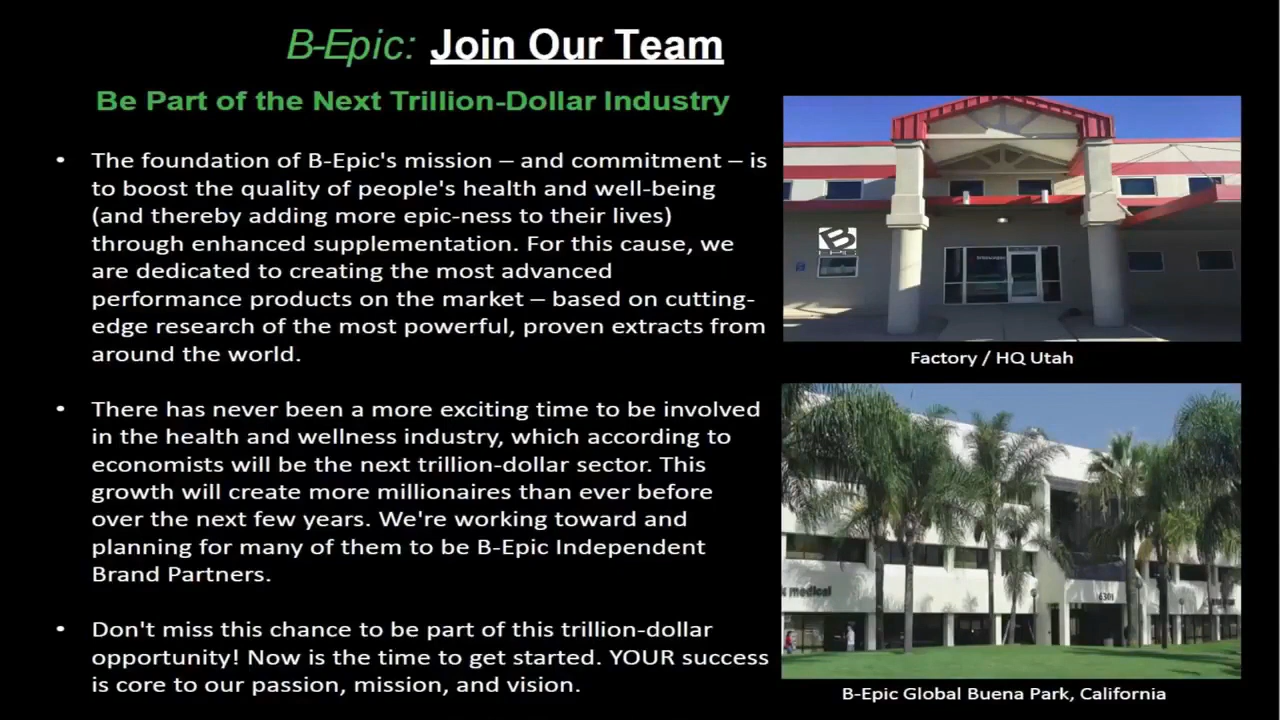 B-Epic: Join Our Team
Be Part of the Next Trillion-Dollar Industry
• The foundation of B-Epic's mission – and commitment – is
to boost the quality of people's health and well-being
(and thereby adding more epic-ness to their lives)
through enhanced supplementation. For this cause, we
are dedicated to creating the most advanced
performance products on the market – based on cutting-
edge research of the most powerful, proven extracts from
around the world.
• There has never been a more exciting time to be involved
in the health and wellness industry, which according to
economists will be the next trillion-dollar sector. This
growth will create more millionaires than ever before
over the next few years. We're working toward and
planning for many of them to be B-Epic Independent
Brand Partners.
• Don't miss this chance to be part of this trillion-dollar
opportunity! Now is the time to get started. YOUR success
is core to our passion, mission, and vision.
B
Factory / HQ Utah
medical
6301
B-Epic Global Buena Park, California